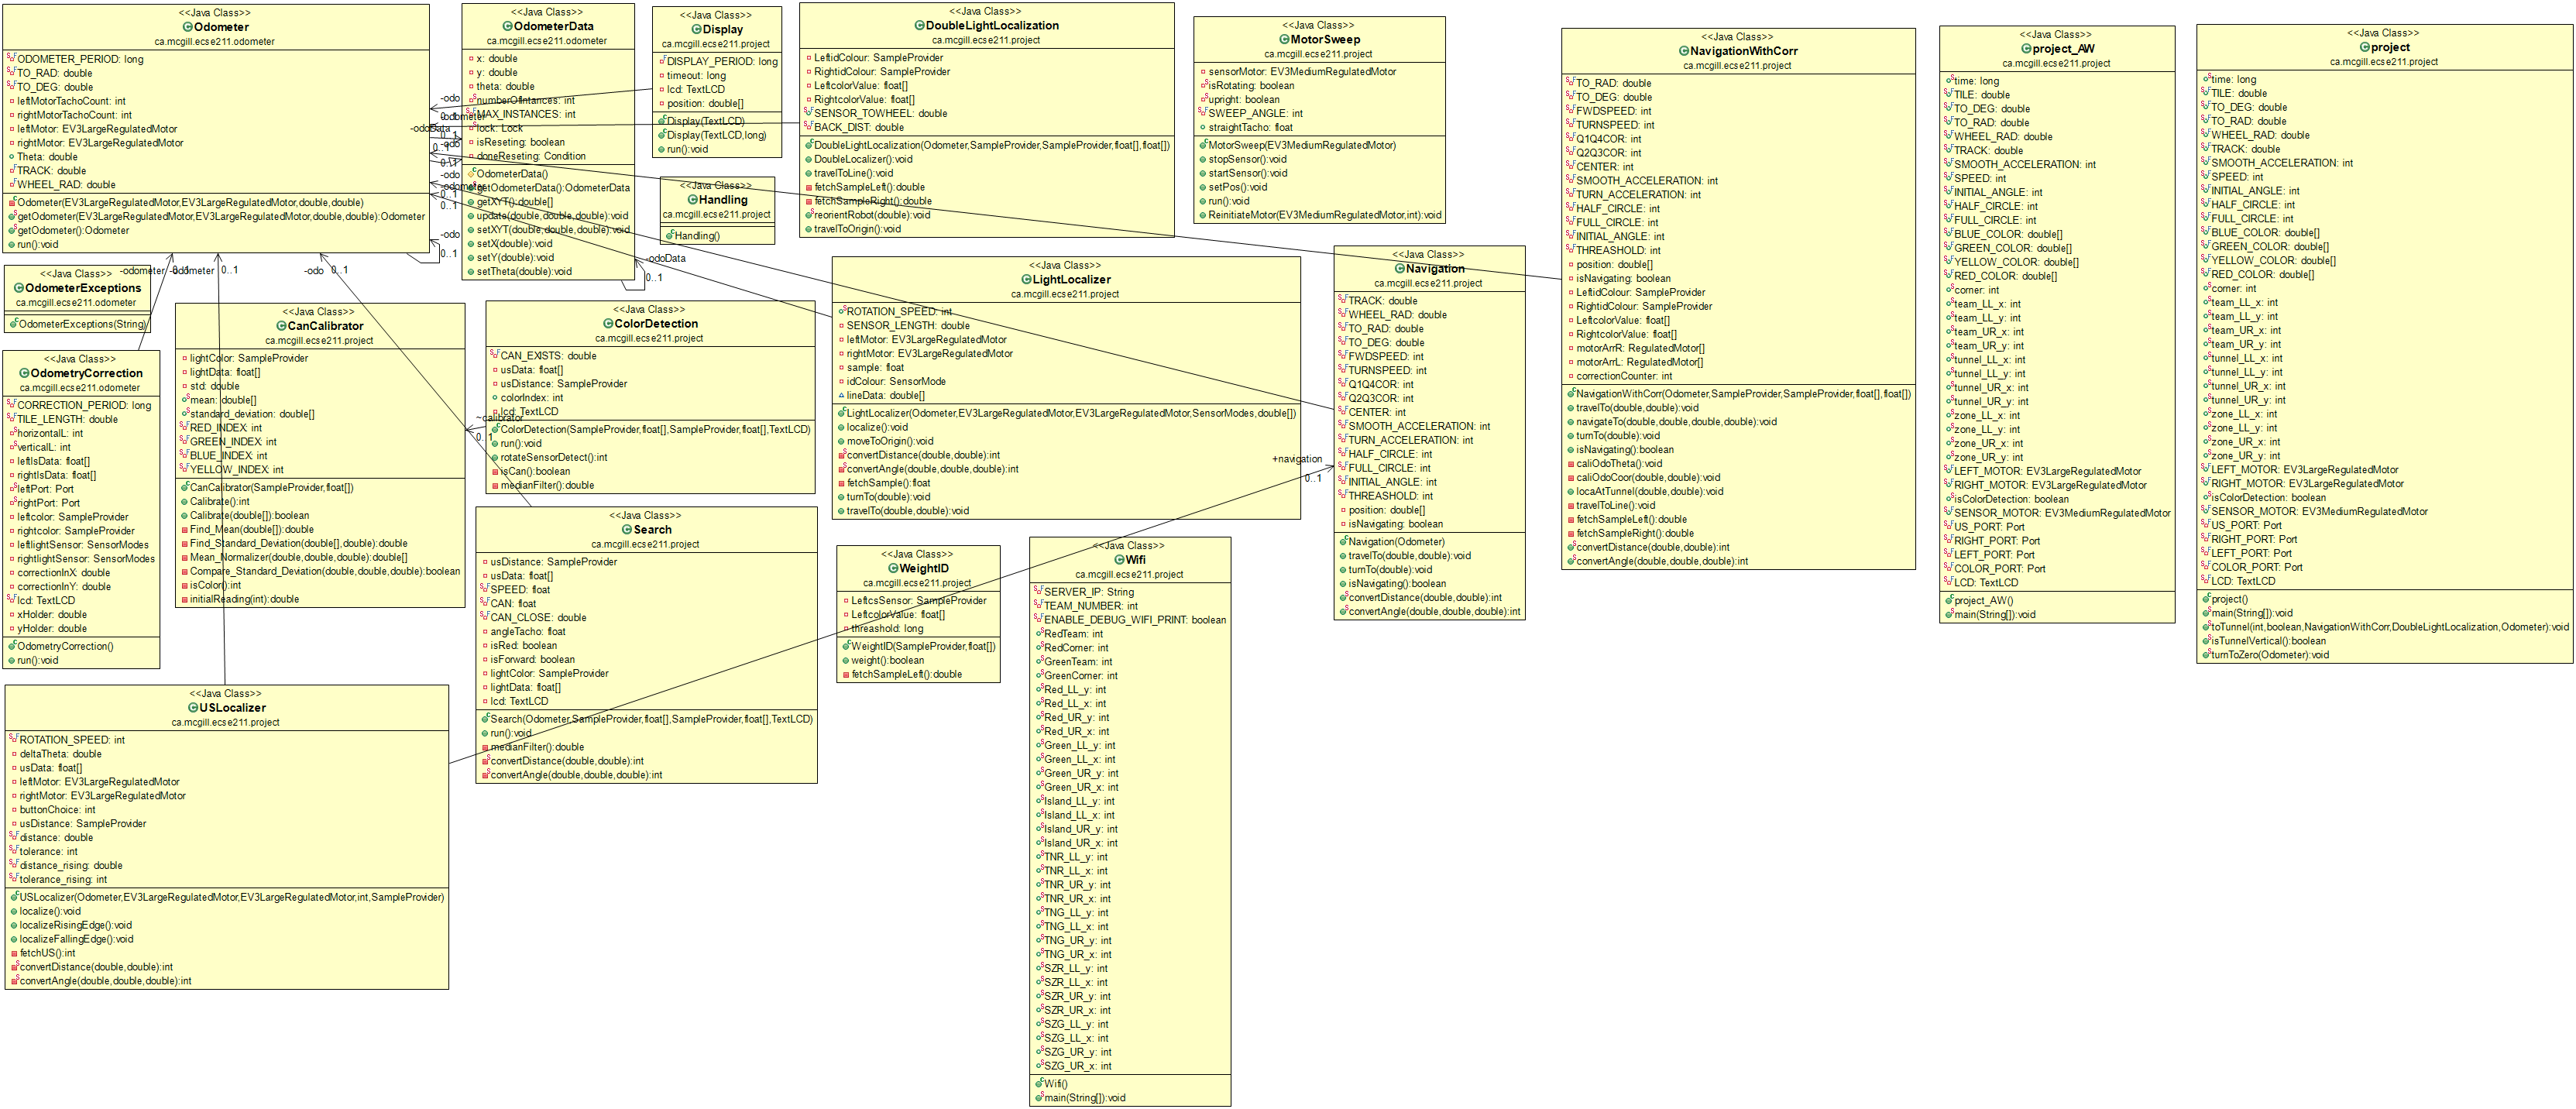 <<Java Class>>
Odometer
ca.mcgill.ecse211.odometer
ODOMETER_PERIOD: long
TO_RAD: double
TO_DEG: double
leftMotorTachoCount: int
rightMotorTachoCount: int
leftMotor: EV3LargeRegulatedMotor
rightMotor: EV3LargeRegulatedMotor
Theta: double
TRACK: double
WHEEL_RAD: double
Odometer(EV3LargeRegulatedMotor,EV3LargeRegulatedMotor,double,double)
getOdometer(EV3LargeRegulatedMotor,EV3LargeRegulatedMotor,double,double):Odometer
getOdometer():Odometer
run():void
<<Java Class>>
OdometerData
ca.mcgill.ecse211.odometer
x: double
y: double
theta: double
numberOfIntances: int
MAX_INSTANCES: int
lock: Lock
isReseting: boolean
doneReseting: Condition
OdometerData()
getOdometerData():OdometerData
getXYT():double[]
update(double,double,double):void
setXYT(double,double,double):void
setX(double):void
setY(double):void
setTheta(double):void
<<Java Class>>
Display
ca.mcgill.ecse211.project
DISPLAY_PERIOD: long
timeout: long
lcd: TextLCD
position: double[]
Display(TextLCD)
Display(TextLCD,long)
run():void
<<Java Class>>
Handling
ca.mcgill.ecse211.project
Handling()
<<Java Class>>
DoubleLightLocalization
ca.mcgill.ecse211.project
LeftidColour: SampleProvider
RightidColour: SampleProvider
LeftcolorValue: float[]
RightcolorValue: float[]
SENSOR_TOWHEEL: double
BACK_DIST: double
DoubleLightLocalization(Odometer,SampleProvider,SampleProvider,float[],float[])
DoubleLocalizer():void
travelToLine():void
fetchSampleLeft():double
fetchSampleRight():double
reorientRobot(double):void
travelToOrigin():void
<<Java Class>>
MotorSweep
ca.mcgill.ecse211.project
sensorMotor: EV3MediumRegulatedMotor
isRotating: boolean
upright: boolean
SWEEP_ANGLE: int
straightTacho: float
MotorSweep(EV3MediumRegulatedMotor)
stopSensor():void
startSensor():void
setPos():void
run():void
ReinitiateMotor(EV3MediumRegulatedMotor,int):void
<<Java Class>>
NavigationWithCorr
ca.mcgill.ecse211.project
TO_RAD: double
TO_DEG: double
FWDSPEED: int
TURNSPEED: int
Q1Q4COR: int
Q2Q3COR: int
CENTER: int
SMOOTH_ACCELERATION: int
TURN_ACCELERATION: int
HALF_CIRCLE: int
FULL_CIRCLE: int
INITIAL_ANGLE: int
THREASHOLD: int
position: double[]
isNavigating: boolean
LeftidColour: SampleProvider
RightidColour: SampleProvider
LeftcolorValue: float[]
RightcolorValue: float[]
motorArrR: RegulatedMotor[]
motorArrL: RegulatedMotor[]
correctionCounter: int
NavigationWithCorr(Odometer,SampleProvider,SampleProvider,float[],float[])
travelTo(double,double):void
navigateTo(double,double,double,double):void
turnTo(double):void
isNavigating():boolean
caliOdoTheta():void
caliOdoCoor(double,double):void
locaAtTunnel(double,double):void
travelToLine():void
fetchSampleLeft():double
fetchSampleRight():double
convertDistance(double,double):int
convertAngle(double,double,double):int
<<Java Class>>
project_AW
ca.mcgill.ecse211.project
time: long
TILE: double
TO_DEG: double
TO_RAD: double
WHEEL_RAD: double
TRACK: double
SMOOTH_ACCELERATION: int
SPEED: int
INITIAL_ANGLE: int
HALF_CIRCLE: int
FULL_CIRCLE: int
BLUE_COLOR: double[]
GREEN_COLOR: double[]
YELLOW_COLOR: double[]
RED_COLOR: double[]
corner: int
team_LL_x: int
team_LL_y: int
team_UR_x: int
team_UR_y: int
tunnel_LL_x: int
tunnel_LL_y: int
tunnel_UR_x: int
tunnel_UR_y: int
zone_LL_x: int
zone_LL_y: int
zone_UR_x: int
zone_UR_y: int
LEFT_MOTOR: EV3LargeRegulatedMotor
RIGHT_MOTOR: EV3LargeRegulatedMotor
isColorDetection: boolean
SENSOR_MOTOR: EV3MediumRegulatedMotor
US_PORT: Port
RIGHT_PORT: Port
LEFT_PORT: Port
COLOR_PORT: Port
LCD: TextLCD
project_AW()
main(String[]):void
<<Java Class>>
project
ca.mcgill.ecse211.project
time: long
TILE: double
TO_DEG: double
TO_RAD: double
WHEEL_RAD: double
TRACK: double
SMOOTH_ACCELERATION: int
SPEED: int
INITIAL_ANGLE: int
HALF_CIRCLE: int
FULL_CIRCLE: int
BLUE_COLOR: double[]
GREEN_COLOR: double[]
YELLOW_COLOR: double[]
RED_COLOR: double[]
corner: int
team_LL_x: int
team_LL_y: int
team_UR_x: int
team_UR_y: int
tunnel_LL_x: int
tunnel_LL_y: int
tunnel_UR_x: int
tunnel_UR_y: int
zone_LL_x: int
zone_LL_y: int
zone_UR_x: int
zone_UR_y: int
LEFT_MOTOR: EV3LargeRegulatedMotor
RIGHT_MOTOR: EV3LargeRegulatedMotor
isColorDetection: boolean
SENSOR_MOTOR: EV3MediumRegulatedMotor
US_PORT: Port
RIGHT_PORT: Port
LEFT_PORT: Port
COLOR_PORT: Port
LCD: TextLCD
project()
main(String[]):void
toTunnel(int,boolean,NavigationWithCorr,DoubleLightLocalization,Odometer):void
isTunnelVertical():boolean
turnToZero(Odometer):void
-odo
-odometer
-odoData
0..1
-odo
0..1
0..1
-odo
-odometer
0..1
0..1
-odo
0..1
-odoData
0..1
-odometer
0..1
-odometer
0..1
-odo
0..1
<<Java Class>>
OdometerExceptions
ca.mcgill.ecse211.odometer
OdometerExceptions(String)
<<Java Class>>
OdometryCorrection
ca.mcgill.ecse211.odometer
CORRECTION_PERIOD: long
TILE_LENGTH: double
horizontalL: int
verticalL: int
leftlsData: float[]
rightlsData: float[]
leftPort: Port
rightPort: Port
leftcolor: SampleProvider
rightcolor: SampleProvider
leftlightSensor: SensorModes
rightlightSensor: SensorModes
correctionInX: double
correctionInY: double
lcd: TextLCD
xHolder: double
yHolder: double
OdometryCorrection()
run():void
<<Java Class>>
CanCalibrator
ca.mcgill.ecse211.project
lightColor: SampleProvider
lightData: float[]
std: double
mean: double[]
standard_deviation: double[]
RED_INDEX: int
GREEN_INDEX: int
BLUE_INDEX: int
YELLOW_INDEX: int
CanCalibrator(SampleProvider,float[])
Calibrate():int
Calibrate(double[]):boolean
Find_Mean(double[]):double
Find_Standard_Deviation(double[],double):double
Mean_Normalizer(double,double,double):double[]
Compare_Standard_Deviation(double,double,double):boolean
isColor():int
initialReading(int):double
<<Java Class>>
ColorDetection
ca.mcgill.ecse211.project
CAN_EXISTS: double
usData: float[]
usDistance: SampleProvider
colorIndex: int
lcd: TextLCD
ColorDetection(SampleProvider,float[],SampleProvider,float[],TextLCD)
run():void
rotateSensorDetect():int
isCan():boolean
medianFilter():double
~calibrator
0..1
<<Java Class>>
LightLocalizer
ca.mcgill.ecse211.project
ROTATION_SPEED: int
SENSOR_LENGTH: double
leftMotor: EV3LargeRegulatedMotor
rightMotor: EV3LargeRegulatedMotor
sample: float
idColour: SensorMode
lineData: double[]
LightLocalizer(Odometer,EV3LargeRegulatedMotor,EV3LargeRegulatedMotor,SensorModes,double[])
localize():void
moveToOrigin():void
convertDistance(double,double):int
convertAngle(double,double,double):int
fetchSample():float
turnTo(double):void
travelTo(double,double):void
<<Java Class>>
Navigation
ca.mcgill.ecse211.project
TRACK: double
WHEEL_RAD: double
TO_RAD: double
TO_DEG: double
FWDSPEED: int
TURNSPEED: int
Q1Q4COR: int
Q2Q3COR: int
CENTER: int
SMOOTH_ACCELERATION: int
TURN_ACCELERATION: int
HALF_CIRCLE: int
FULL_CIRCLE: int
INITIAL_ANGLE: int
THREASHOLD: int
position: double[]
isNavigating: boolean
Navigation(Odometer)
travelTo(double,double):void
turnTo(double):void
isNavigating():boolean
convertDistance(double,double):int
convertAngle(double,double,double):int
+navigation
0..1
<<Java Class>>
Search
ca.mcgill.ecse211.project
usDistance: SampleProvider
usData: float[]
SPEED: float
CAN: float
CAN_CLOSE: double
angleTacho: float
isRed: boolean
isForward: boolean
lightColor: SampleProvider
lightData: float[]
lcd: TextLCD
Search(Odometer,SampleProvider,float[],SampleProvider,float[],TextLCD)
run():void
medianFilter():double
convertDistance(double,double):int
convertAngle(double,double,double):int
<<Java Class>>
WeightID
ca.mcgill.ecse211.project
LeftcsSensor: SampleProvider
LeftcolorValue: float[]
threashold: long
WeightID(SampleProvider,float[])
weight():boolean
fetchSampleLeft():double
<<Java Class>>
Wifi
ca.mcgill.ecse211.project
SERVER_IP: String
TEAM_NUMBER: int
ENABLE_DEBUG_WIFI_PRINT: boolean
RedTeam: int
RedCorner: int
GreenTeam: int
GreenCorner: int
Red_LL_y: int
Red_LL_x: int
Red_UR_y: int
Red_UR_x: int
Green_LL_y: int
Green_LL_x: int
Green_UR_y: int
Green_UR_x: int
Island_LL_y: int
Island_LL_x: int
Island_UR_y: int
Island_UR_x: int
TNR_LL_y: int
TNR_LL_x: int
TNR_UR_y: int
TNR_UR_x: int
TNG_LL_y: int
TNG_LL_x: int
TNG_UR_y: int
TNG_UR_x: int
SZR_LL_y: int
SZR_LL_x: int
SZR_UR_y: int
SZR_UR_x: int
SZG_LL_y: int
SZG_LL_x: int
SZG_UR_y: int
SZG_UR_x: int
Wifi()
main(String[]):void
<<Java Class>>
USLocalizer
ca.mcgill.ecse211.project
ROTATION_SPEED: int
deltaTheta: double
usData: float[]
leftMotor: EV3LargeRegulatedMotor
rightMotor: EV3LargeRegulatedMotor
buttonChoice: int
usDistance: SampleProvider
distance: double
tolerance: int
distance_rising: double
tolerance_rising: int
USLocalizer(Odometer,EV3LargeRegulatedMotor,EV3LargeRegulatedMotor,int,SampleProvider)
localize():void
localizeRisingEdge():void
localizeFallingEdge():void
fetchUS():int
convertDistance(double,double):int
convertAngle(double,double,double):int